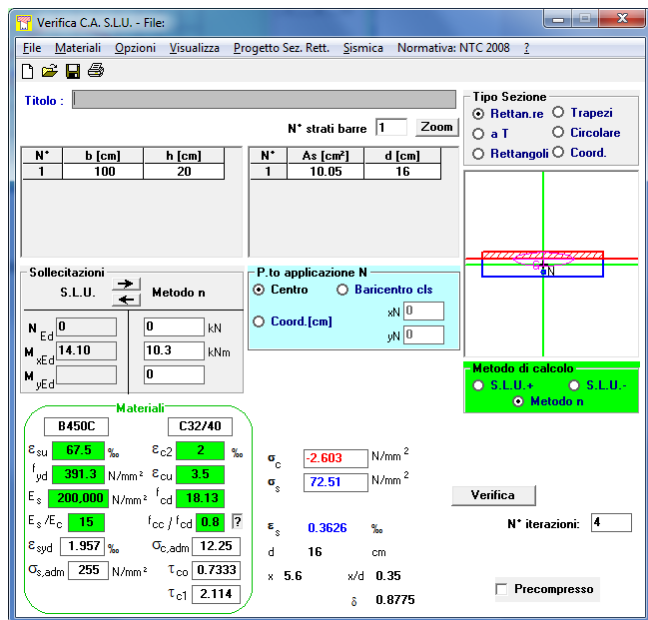 Verifica C.A. S.L.U. - File:
File Materiali Opzioni Visualizza Progetto Sez. Rett. Sismica Normativa: NTC 2008 ?
Titolo :
N° strati barre 1 Zoom
Tipo Sezione
Rettan.re Trapezi
a T Circolare
Rettangoli Coord.
N° b [cm] h [cm]
1 100 20
N° As [cm²] d [cm]
1 10.05 16
N
Sollecitazioni
S.L.U. Metodo n
N Ed 0 0 kN
M xEd 14.10 10.3 kNm
M yEd 0
P.to applicazione N
Centro Baricentro cls
Coord.[cm] xN 0
yN 0
Metodo di calcolo
S.L.U.+ S.L.U.-
Metodo n
Materiali
B450C C32/40
εsu 67.5 ‰ εc2 2 ‰
fyd 391.3 N/mm² εcu 3.5
Es 200,000 N/mm² fcd 18.13
Es/Ec 15 fcc / fcd 0.8 ?
εsyd 1.957 ‰ σc,adm 12.25
σs,adm 255 N/mm² τco 0.7333
τc1 2.114
σc -2.603 N/mm²
σs 72.51 N/mm²
εs 0.3626 ‰
d 16 cm
x 5.6 x/d 0.35
δ 0.8775
Verifica
N° iterazioni: 4
Precompresso